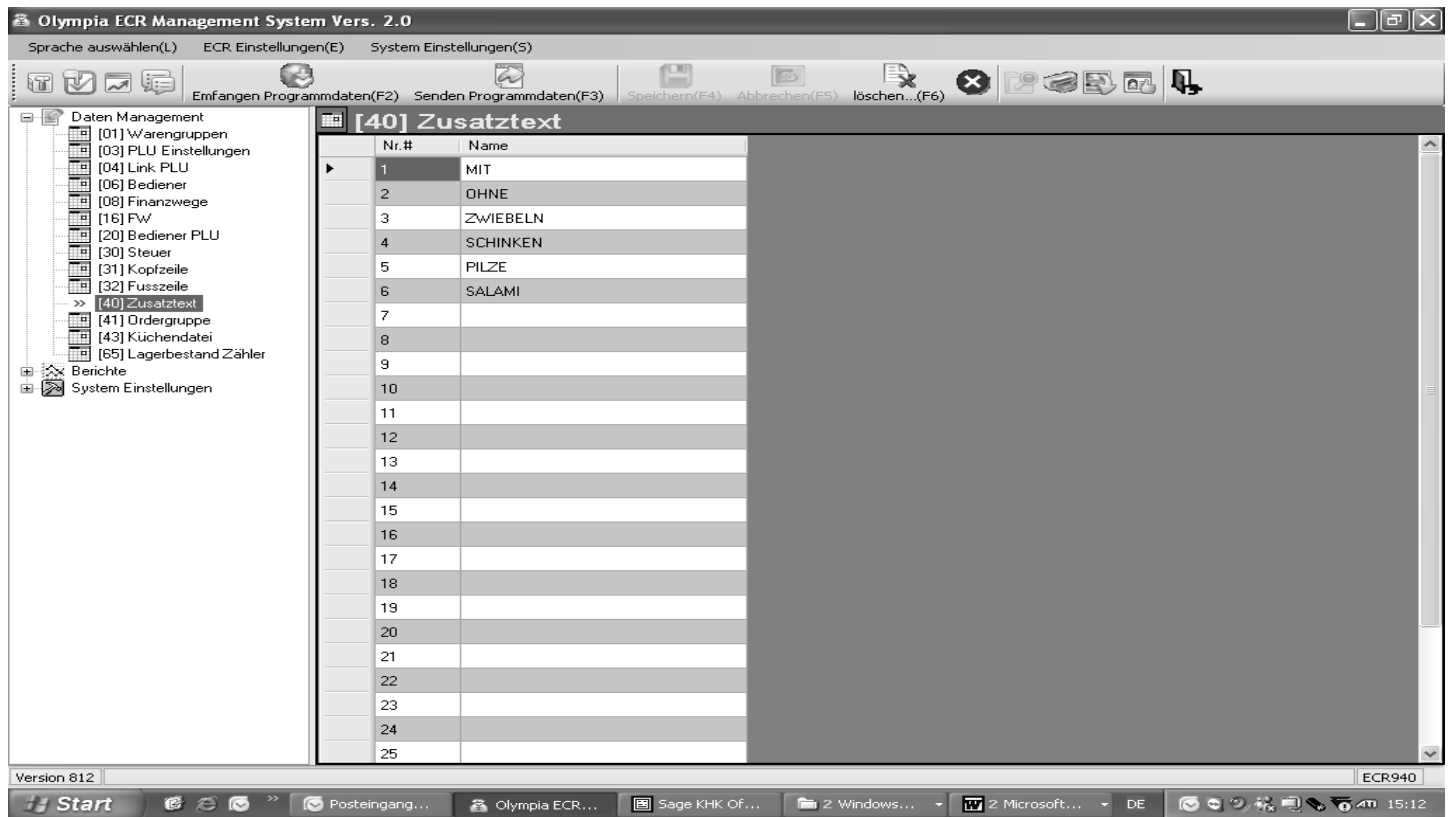 Olympia ECR Management System Vers. 2.0
Sprache auswählen(L) ECR Einstellungen(E) System Einstellungen(S)
Emfangen Programmdaten(F2) Senden Programmdaten(F3) Speichern(F4) Abbrechen(F5) löschen...(F6)
Daten Management
[01] Warengruppen
[03] PLU Einstellungen
[04] Link PLU
[06] Bediener
[08] Finanzwege
[16] FW
[20] Bediener PLU
[30] Steuer
[31] Kopfzeile
[32] Fusszeile
[40] Zusatztext
[41] Ordergruppe
[43] Küchendatei
[65] Lagerbestand Zähler
Berichte
System Einstellungen
[40] Zusatztext
Nr.# Name
1 MIT
2 OHNE
3 ZWIEBELN
4 SCHINKEN
5 PILZE
6 SALAMI
7
8
9
10
11
12
13
14
15
16
17
18
19
20
21
22
23
24
25
Version 812 ECR940
Start Posteingang... Olympia ECR... Sage KHK Of... 2 Windows... 2 Microsoft... DE ATI 15:12